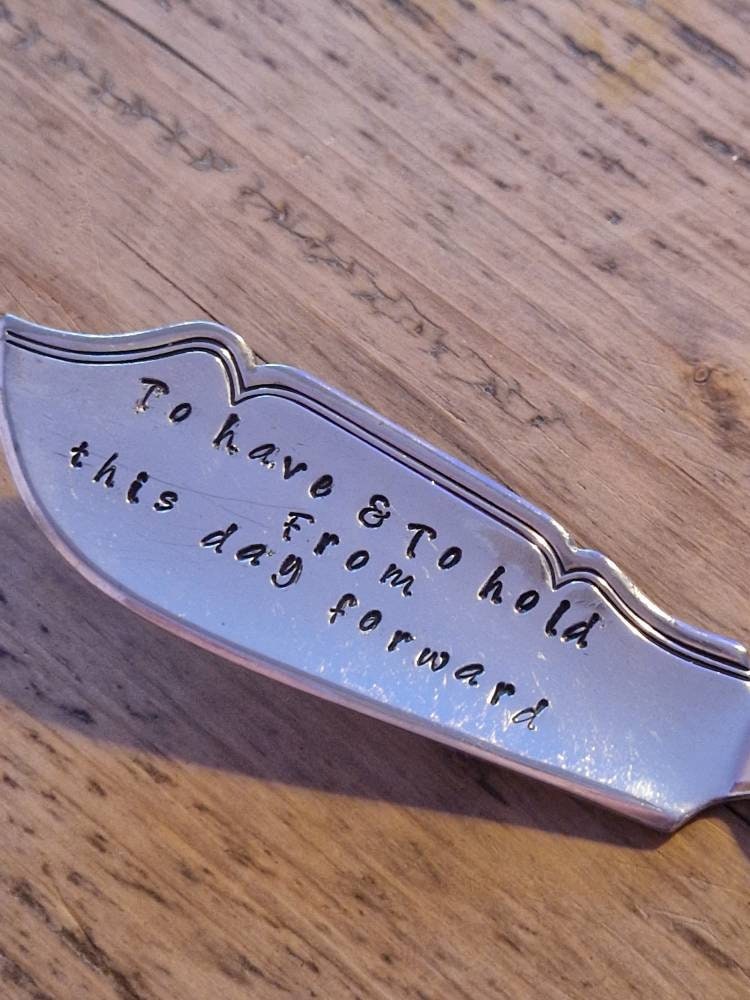 To have & To hold
From
this day forward